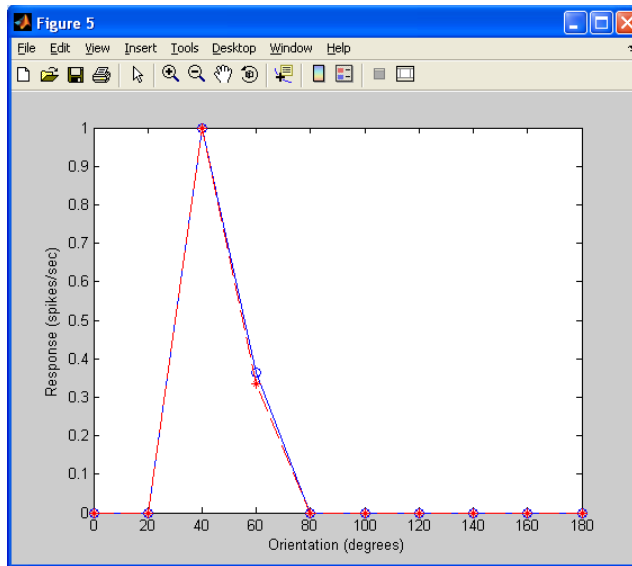 Figure 5
File Edit View Insert Tools Desktop Window Help
1
0.9
0.8
0.7
0.6
0.5
0.4
0.3
0.2
0.1
0
Response (spikes/sec)
0 20 40 60 80 100 120 140 160 180
Orientation (degrees)